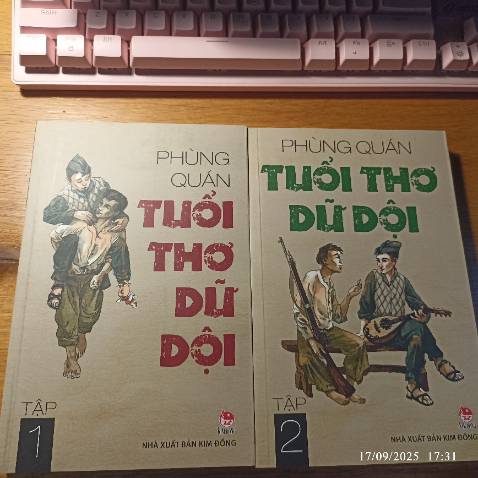 PHÙNG
QUÁN
TUỔI
THƠ
DỮ
DỘI
TẬP
1
NHÀ XUẤT BẢN KIM ĐỒNG
PHÙNG QUÁN
TUỔI THƠ
DỮ DỘI
TẬP
2
NHÀ XUẤT BẢN KIM ĐỒNG
17/09/2025 17:31